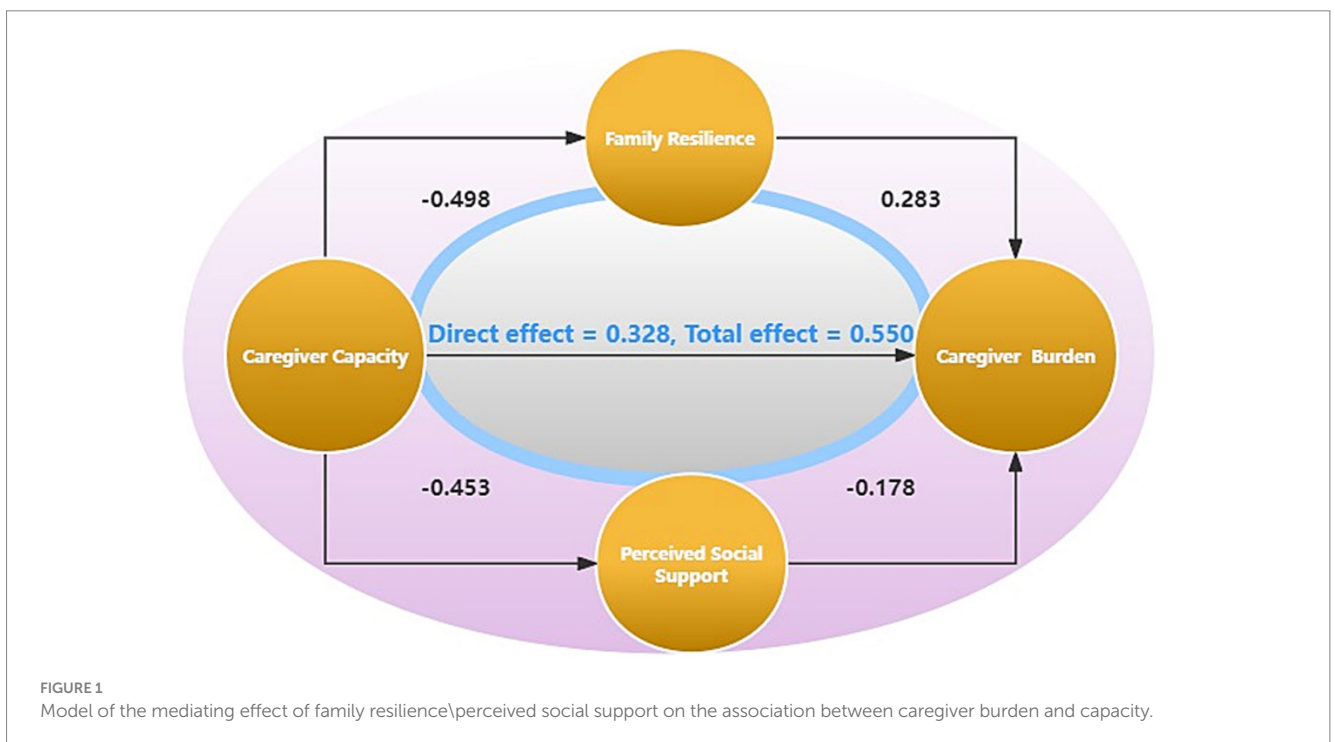 Family Resilience
-0.498
0.283
Direct effect = 0.328, Total effect = 0.550
Caregiver Capacity
Caregiver Burden
-0.453
-0.178
Perceived Social
Support
FIGURE 1
Model of the mediating effect of family resilience\perceived social support on the association between caregiver burden and capacity.